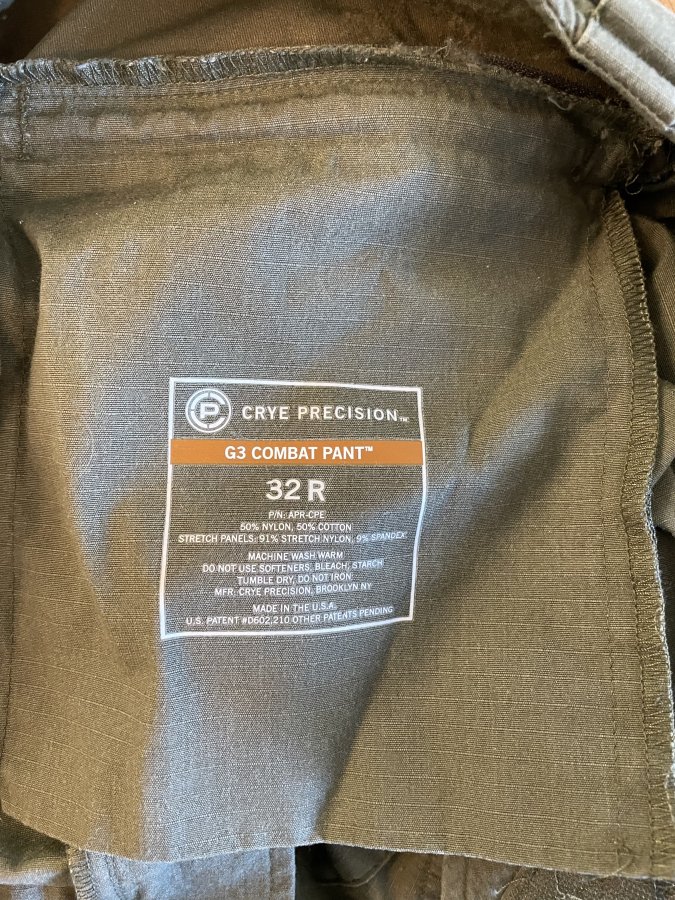 P
CRYE PRECISION™
G3 COMBAT PANT™
32 R
P/N: APR-CPE
50% NYLON, 50% COTTON
STRETCH PANELS: 91% STRETCH NYLON, 9% SPANDEX
MACHINE WASH WARM
DO NOT USE SOFTENERS, BLEACH, STARCH
TUMBLE DRY, DO NOT IRON
MFR. CRYE PRECISION, BROOKLYN NY
MADE IN THE U.S.A.
U.S. PATENT #D602,210 OTHER PATENTS PENDING